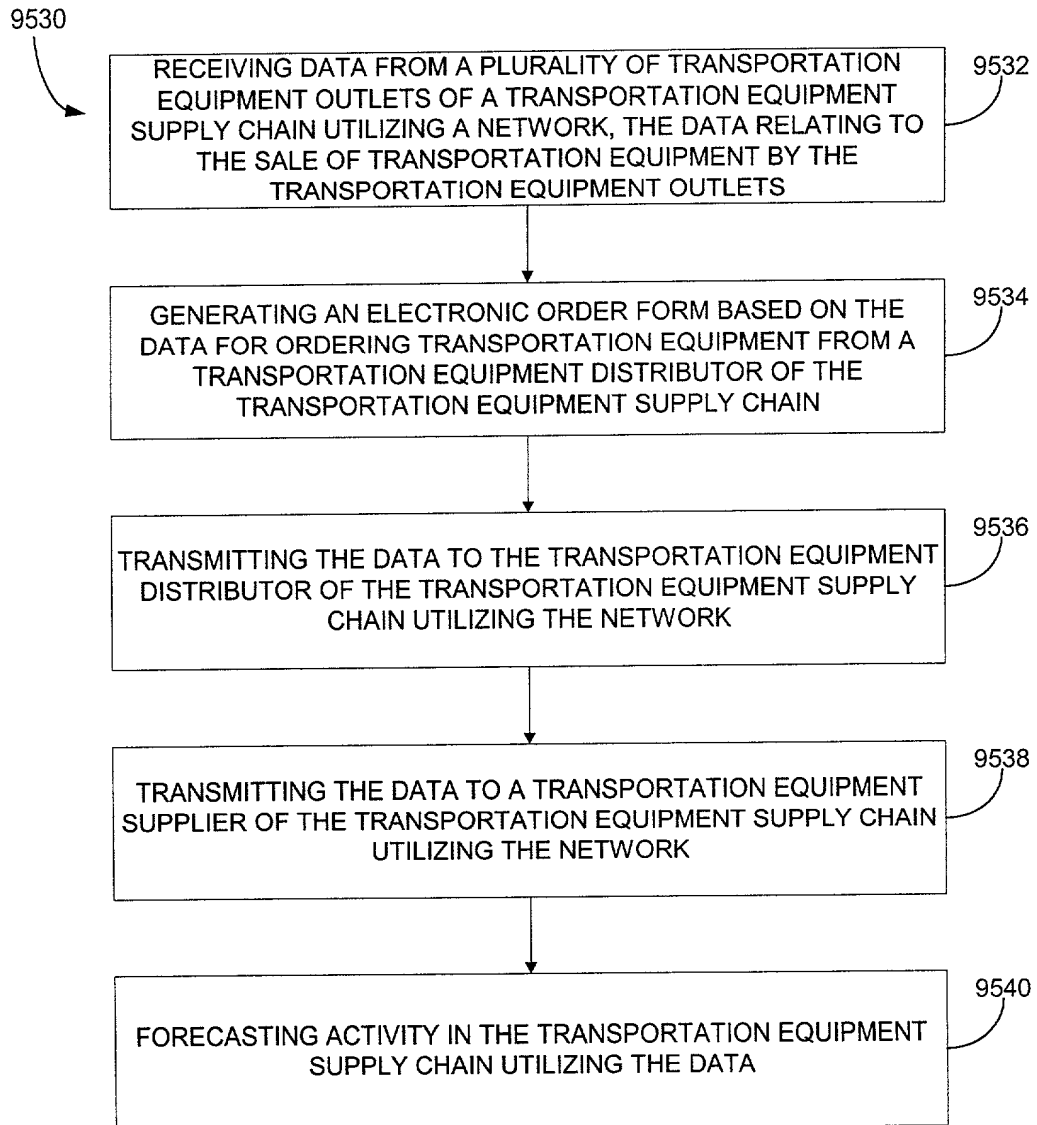 9530
RECEIVING DATA FROM A PLURALITY OF TRANSPORTATION
EQUIPMENT OUTLETS OF A TRANSPORTATION EQUIPMENT
SUPPLY CHAIN UTILIZING A NETWORK, THE DATA RELATING TO
THE SALE OF TRANSPORTATION EQUIPMENT BY THE
TRANSPORTATION EQUIPMENT OUTLETS
9532
GENERATING AN ELECTRONIC ORDER FORM BASED ON THE
DATA FOR ORDERING TRANSPORTATION EQUIPMENT FROM A
TRANSPORTATION EQUIPMENT DISTRIBUTOR OF THE
TRANSPORTATION EQUIPMENT SUPPLY CHAIN
9534
TRANSMITTING THE DATA TO THE TRANSPORTATION EQUIPMENT
DISTRIBUTOR OF THE TRANSPORTATION EQUIPMENT SUPPLY
CHAIN UTILIZING THE NETWORK
9536
TRANSMITTING THE DATA TO A TRANSPORTATION EQUIPMENT
SUPPLIER OF THE TRANSPORTATION EQUIPMENT SUPPLY CHAIN
UTILIZING THE NETWORK
9538
FORECASTING ACTIVITY IN THE TRANSPORTATION EQUIPMENT
SUPPLY CHAIN UTILIZING THE DATA
9540